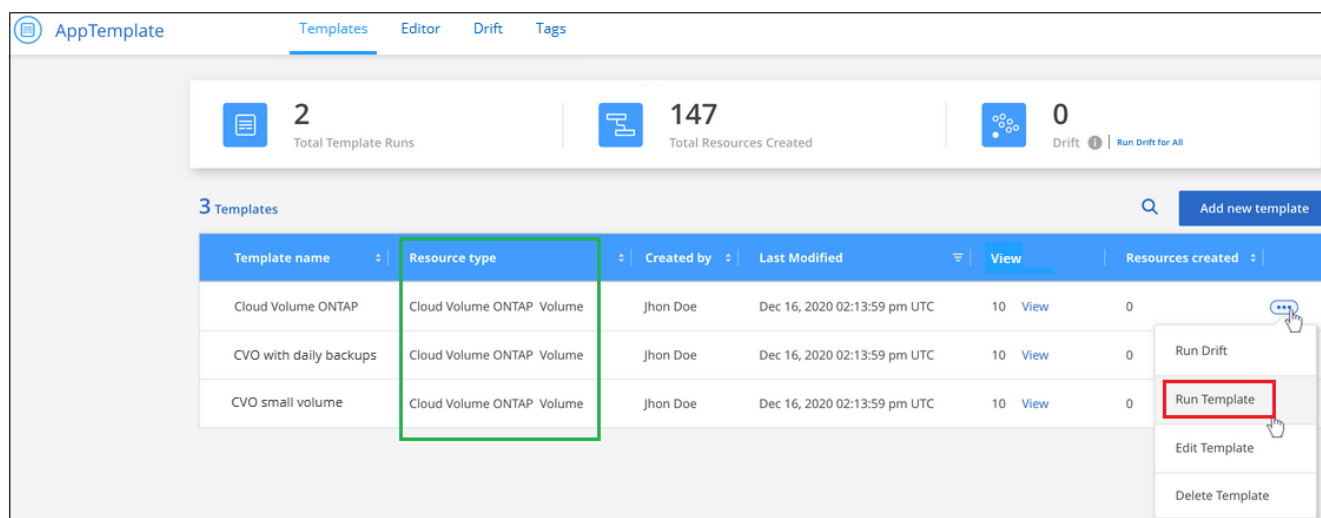 AppTemplate Templates Editor Drift Tags
2 147 0
Total Template Runs Total Resources Created Drift Run Drift for All
3 Templates Add new template
Template name Resource type Created by Last Modified View Resources created
Cloud Volume ONTAP Cloud Volume ONTAP Volume Jhon Doe Dec 16, 2020 02:13:59 pm UTC 10 View 0
Run Drift
CVO with daily backups Cloud Volume ONTAP Volume Jhon Doe Dec 16, 2020 02:13:59 pm UTC 10 View 0
Run Template
CVO small volume Cloud Volume ONTAP Volume Jhon Doe Dec 16, 2020 02:13:59 pm UTC 10 View 0
Edit Template
Delete Template